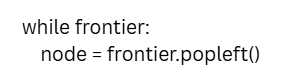 while frontier:
    node = frontier.popleft()